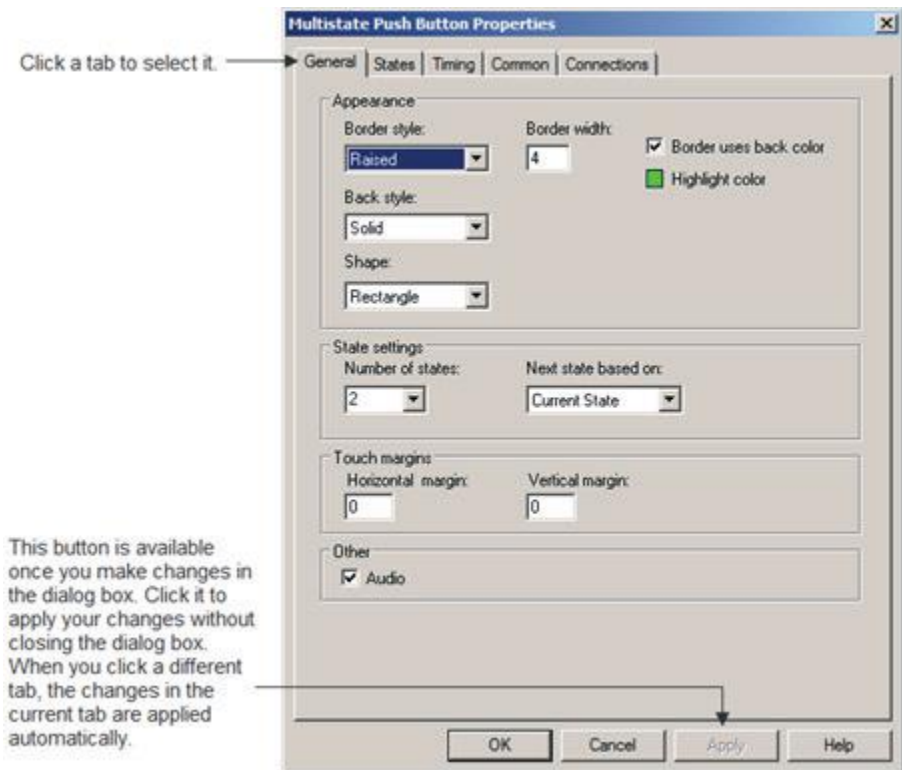 Multistate Push Button Properties
Click a tab to select it.
General States Timing Common Connections
Appearance
Border style: Border width:
Raised 4 Border uses back color
Highlight color
Back style:
Solid
Shape:
Rectangle
State settings
Number of states: Next state based on:
2 Current State
Touch margins
Horizontal margin: Vertical margin:
0 0
Other
Audio
This button is available
once you make changes in
the dialog box. Click it to
apply your changes without
closing the dialog box.
When you click a different
tab, the changes in the
current tab are applied
automatically.
OK Cancel Apply Help